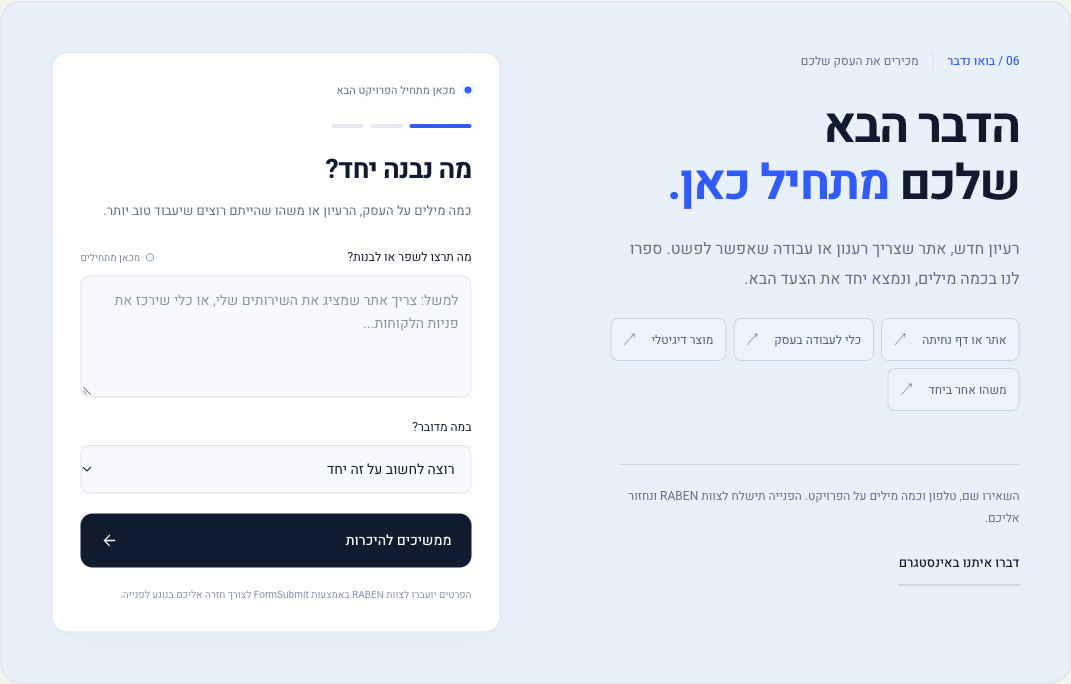 06 / בואו נדבר
מכירים את העסק שלכם
הדבר הבא
שלכם מתחיל כאן.
רעיון חדש, אתר שצריך רענון או עבודה שאפשר לפשט. ספרו
לנו בכמה מילים, ונמצא יחד את הצעד הבא.
אתר או דף נחיתה
כלי לעבודה בעסק
מוצר דיגיטלי
משהו אחר ביחד
השאירו שם, טלפון וכמה מילים על הפרויקט. הפנייה תישלח לצוות RABEN ונחזור
אליכם.
דברו איתנו באינסטגרם
מכאן מתחיל הפרויקט הבא
מה נבנה יחד?
כמה מילים על העסק, הרעיון או משהו שהייתם רוצים שיעבוד טוב יותר.
מה תרצו לשפר או לבנות?
מכאן מתחילים
למשל: צריך אתר שמציג את השירותים שלי, או כלי שירכז את
פניות הלקוחות...
במה מדובר?
רוצה לחשוב על זה יחד
ממשיכים להיכרות
הפרטים יועברו לצוות RABEN באמצעות FormSubmit לצורך חזרה אליכם בנוגע לפנייה.